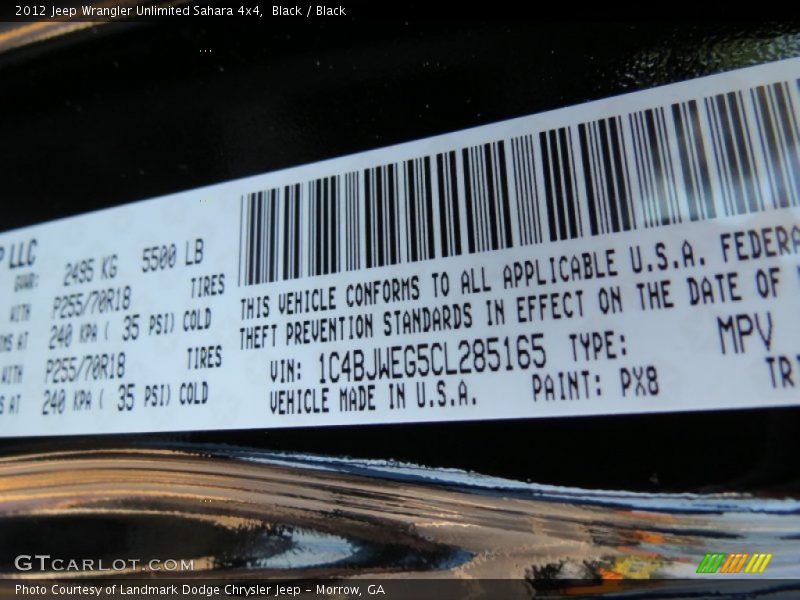 2012 Jeep Wrangler Unlimited Sahara 4x4, Black / Black
P LLC
2495 KG 5500 LB
P255/70R18 TIRES
240 KPA ( 35 PSI) COLD
WITH P255/70R18 TIRES
S AT 240 KPA ( 35 PSI) COLD
THIS VEHICLE CONFORMS TO ALL APPLICABLE U.S.A. FEDERA
THEFT PREVENTION STANDARDS IN EFFECT ON THE DATE OF
VIN: 1C4BJWEG5CL285165 TYPE: MPV
VEHICLE MADE IN U.S.A. PAINT: PX8 TRI
GTcarlot.com
Photo Courtesy of Landmark Dodge Chrysler Jeep – Morrow, GA